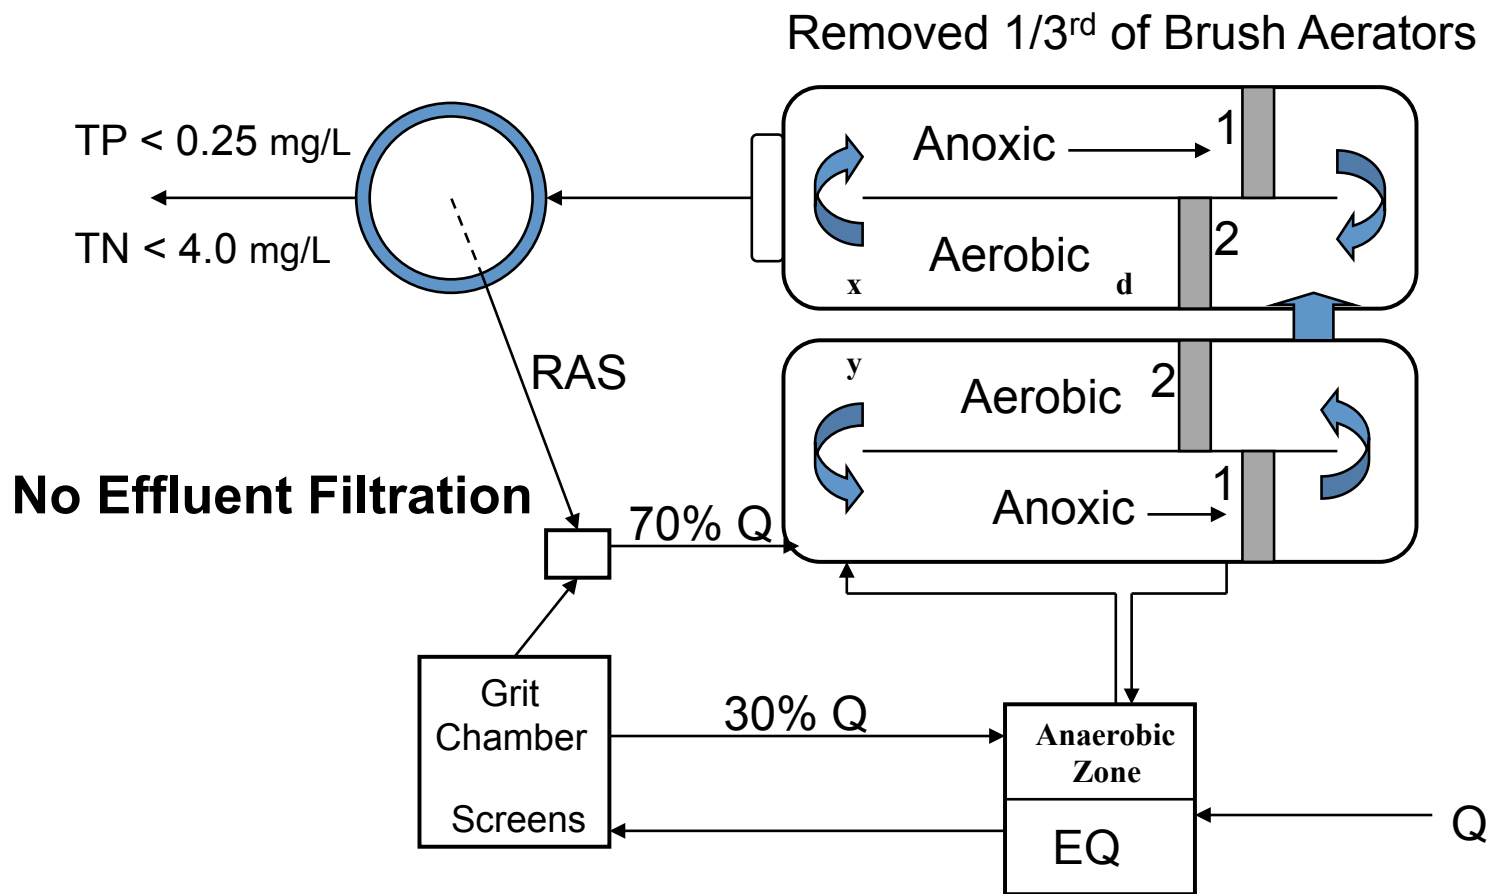 Removed 1/3rd of Brush Aerators
TP < 0.25 mg/L
TN < 4.0 mg/L
Anoxic
1
Aerobic
2
x
d
y
Aerobic
2
Anoxic
1
RAS
No Effluent Filtration
70% Q
Grit
Chamber
Screens
30% Q
Anaerobic
Zone
EQ
Q